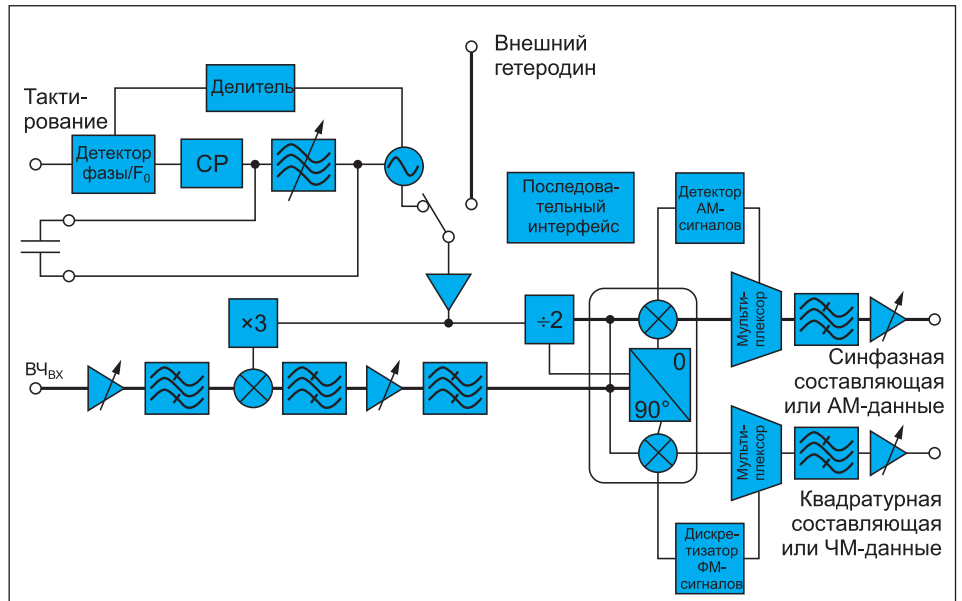 Внешний
гетеродин
Такти-
рование
Делитель
Детектор
фазы/F₀
СР
Последова-
тельный
интерфейс
Детектор
АМ-
сигналов
Мульти-
плексор
×3
÷2
ВЧвх
0
90°
Синфазная
составляющая
или АМ-данные
Мульти-
плексор
Дискре-
тизатор
ФМ-
сигналов
Квадратурная
составляющая
или ЧМ-данные